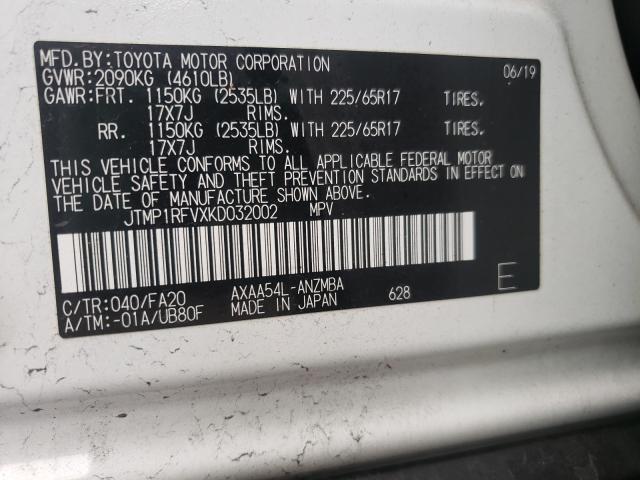 MFD.BY:TOYOTA MOTOR CORPORATION 06/19
GVWR:2090KG (4610LB)
GAWR:FRT. 1150KG (2535LB) WITH 225/65R17 TIRES.
17X7J RIMS.
RR. 1150KG (2535LB) WITH 225/65R17 TIRES.
17X7J RIMS.
THIS VEHICLE CONFORMS TO ALL APPLICABLE FEDERAL MOTOR
VEHICLE SAFETY AND THEFT PREVENTION STANDARDS IN EFFECT ON
THE DATE OF MANUFACTURE SHOWN ABOVE.
JTMP1RFVXKD032002 MPV
C/TR:040/FA20 AXAA54L-ANZMBA 628 E
A/TM:-01A/UB80F MADE IN JAPAN